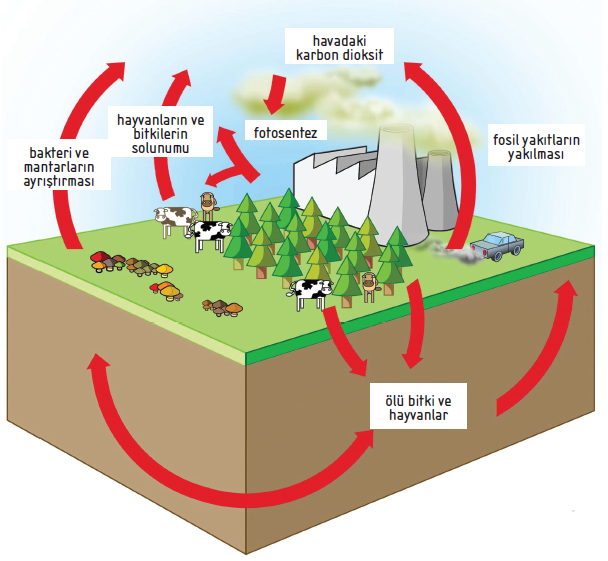 havadaki
karbon dioksit
hayvanların ve
bitkilerin
solunumu
fotosentez
fosil yakıtların
yakılması
bakteri ve
mantarların
ayrıştırması
ölü bitki ve
hayvanlar